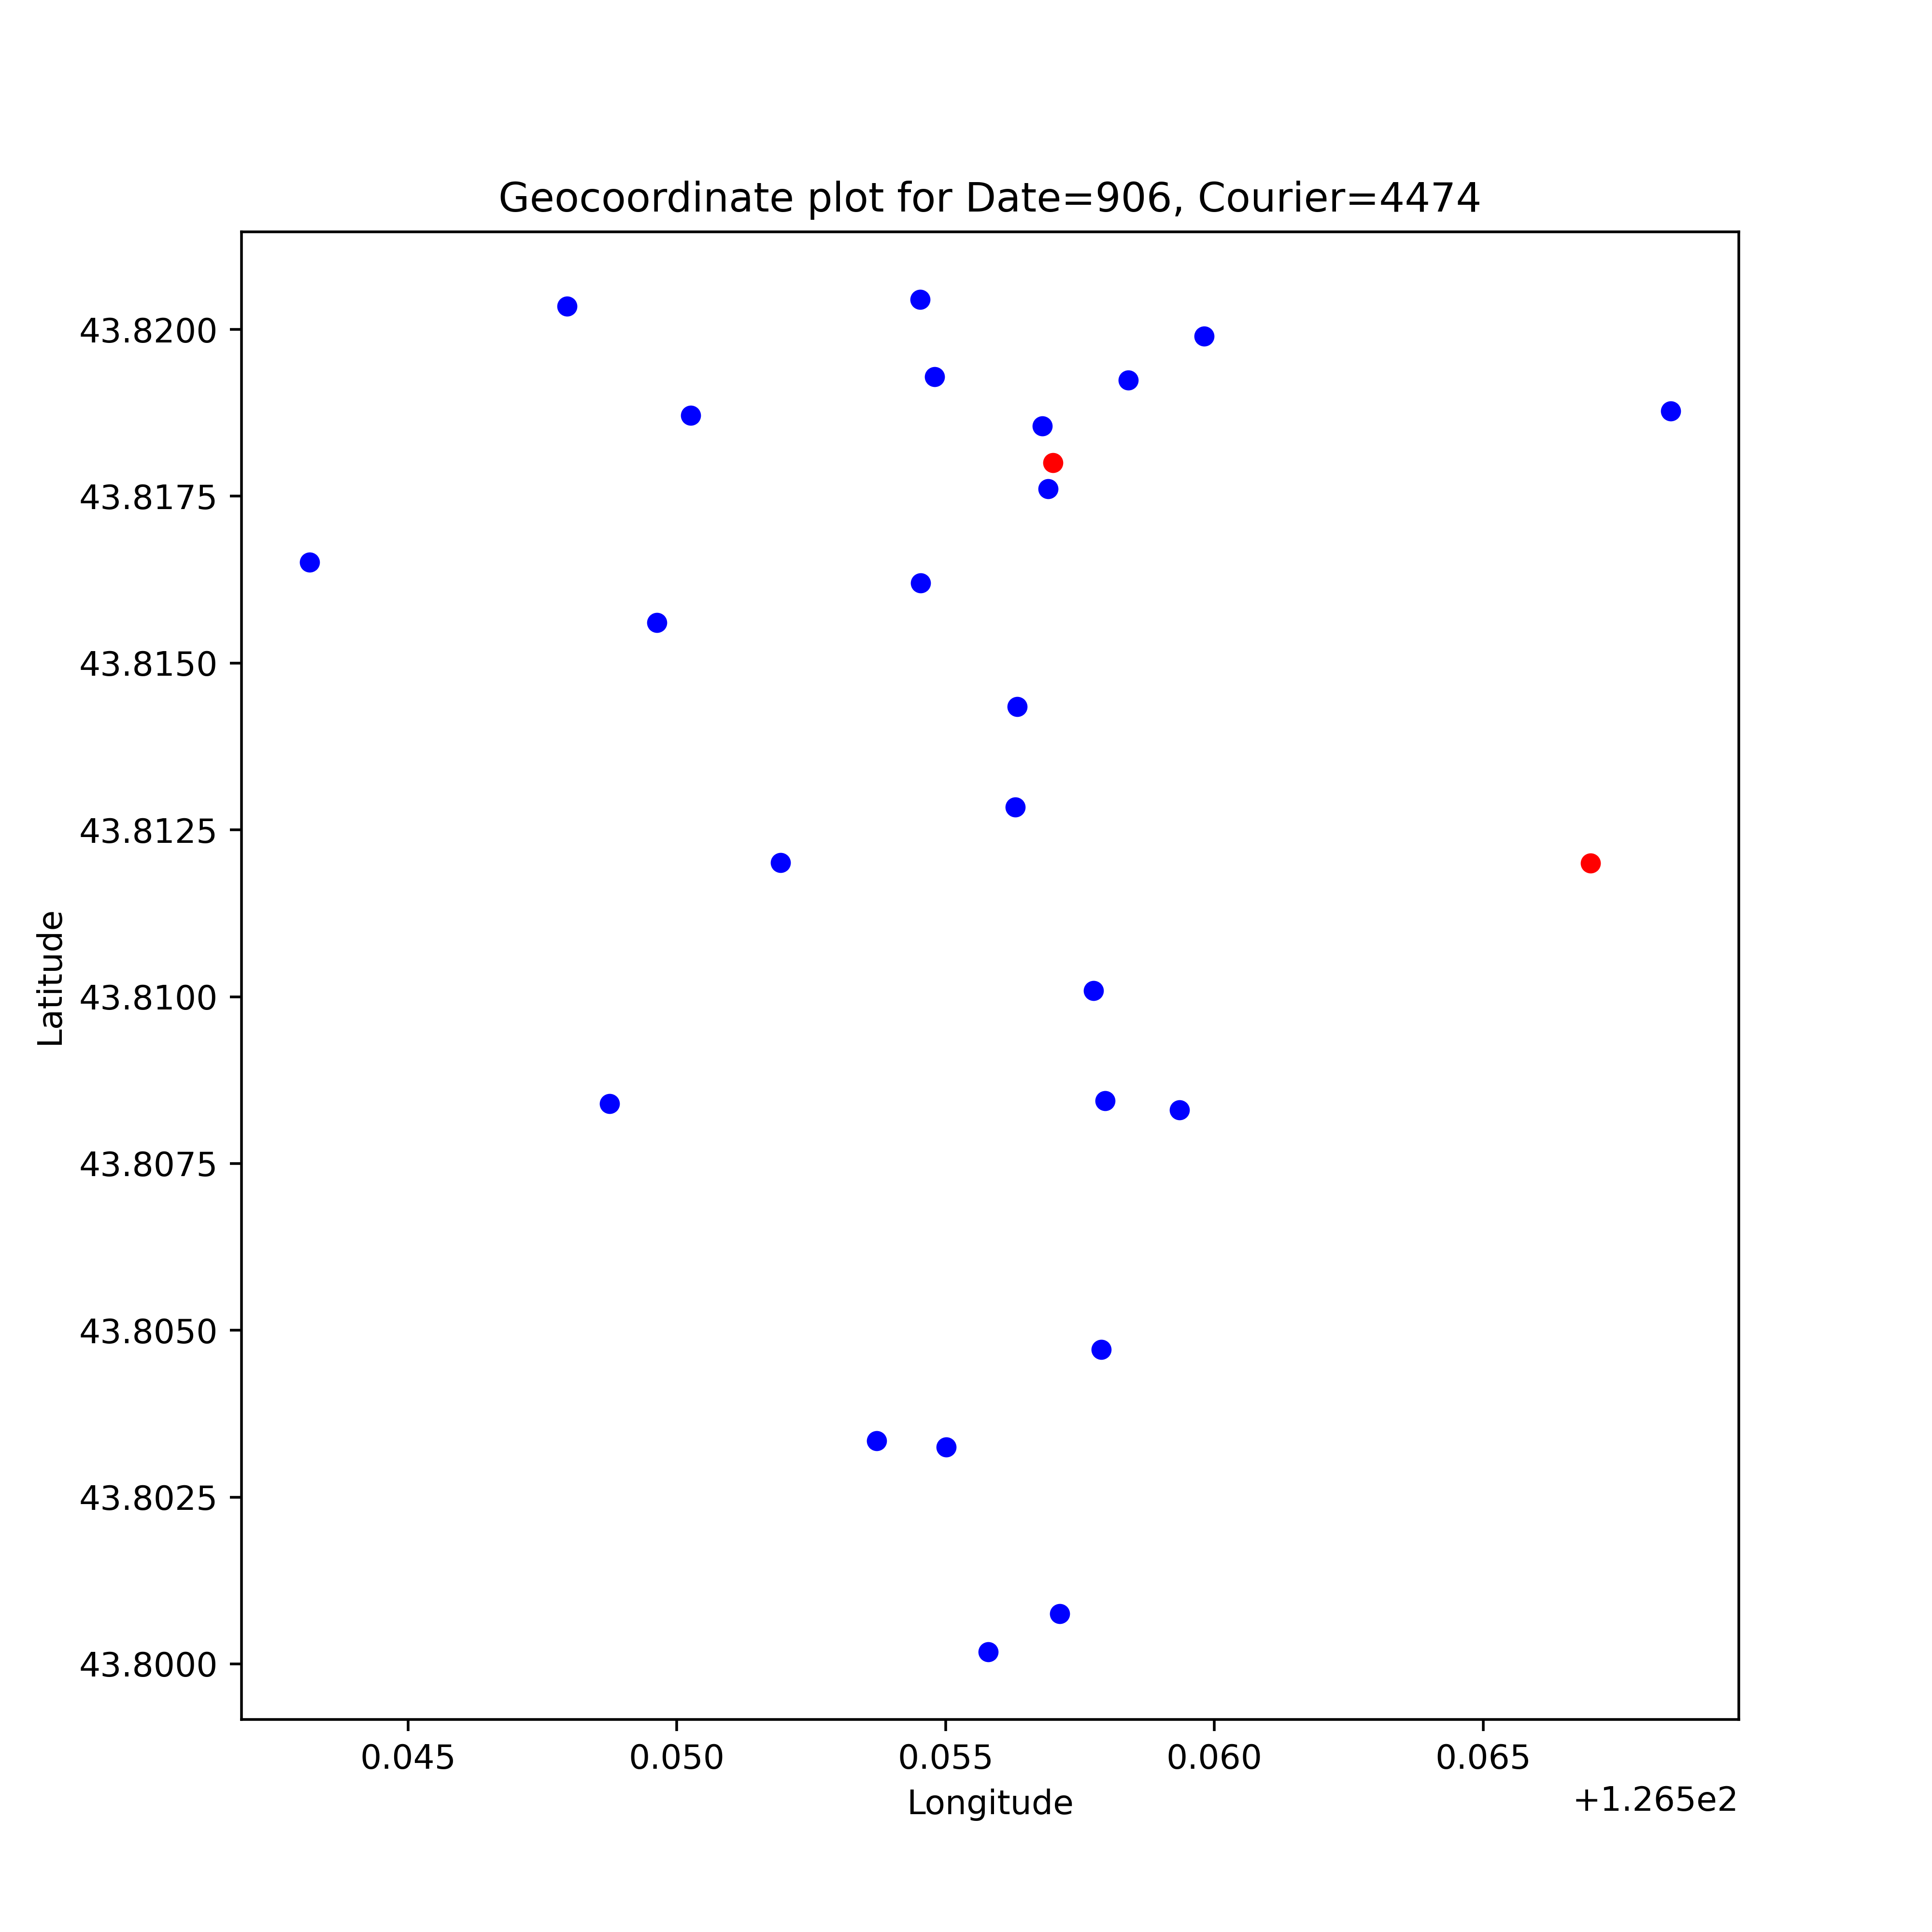 Geocoordinate plot for Date=906, Courier=4474
43.8200
43.8175
43.8150
43.8125
43.8100
43.8075
43.8050
43.8025
43.8000
Latitude
0.045 0.050 0.055 0.060 0.065
Longitude
+1.265e2